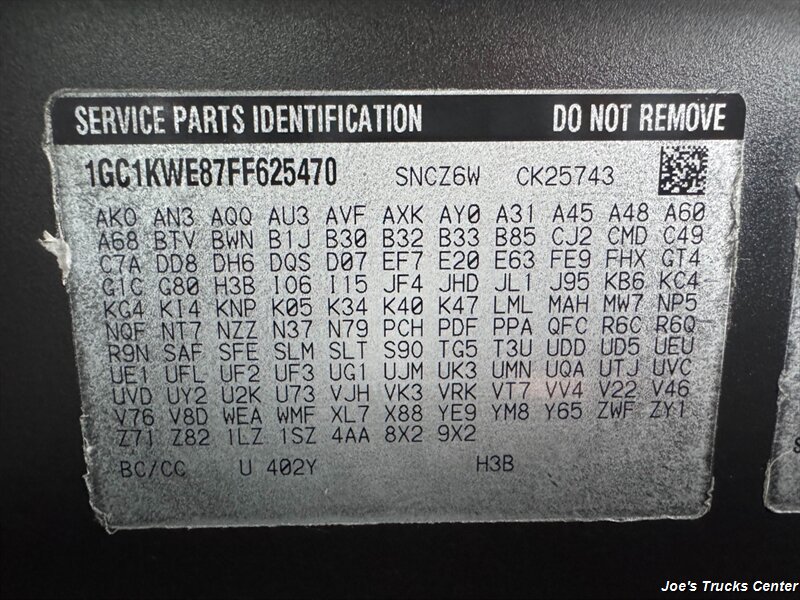 SERVICE PARTS IDENTIFICATION DO NOT REMOVE
1GC1KWE87FF625470 SNCZ6W CK25743
AKO AN3 AQQ AU3 AVF AXK AY0 A31 A45 A48 A60
A68 BTV BWN B1J B30 B32 B33 B85 CJ2 CMD C49
C7A DD8 DH6 DQS D07 EF7 E20 E63 FE9 FHX GT4
G1C G80 H3B I06 I15 JF4 JHD JL1 J95 KB6 KC4
KG4 KI4 KNP K05 K34 K40 K47 LML MAH MW7 NP5
NQF NT7 NZZ N37 N79 PCH PDF PPA QFC R6C R6Q
R9N SAF SFE SLM SLT S90 TG5 T3U UDD UD5 UEU
UE1 UFL UF2 UF3 UG1 UJM UK3 UMN UQA UTJ UVC
UVD UY2 U2K U73 VJH VK3 VRK VT7 VV4 V22 V46
V76 V8D WEA WMF XL7 X88 YE9 YM8 Y65 ZWF ZY1
Z71 Z82 1LZ 1SZ 4AA 8X2 9X2
BC/CC U 402Y H3B
Joe's Trucks Center